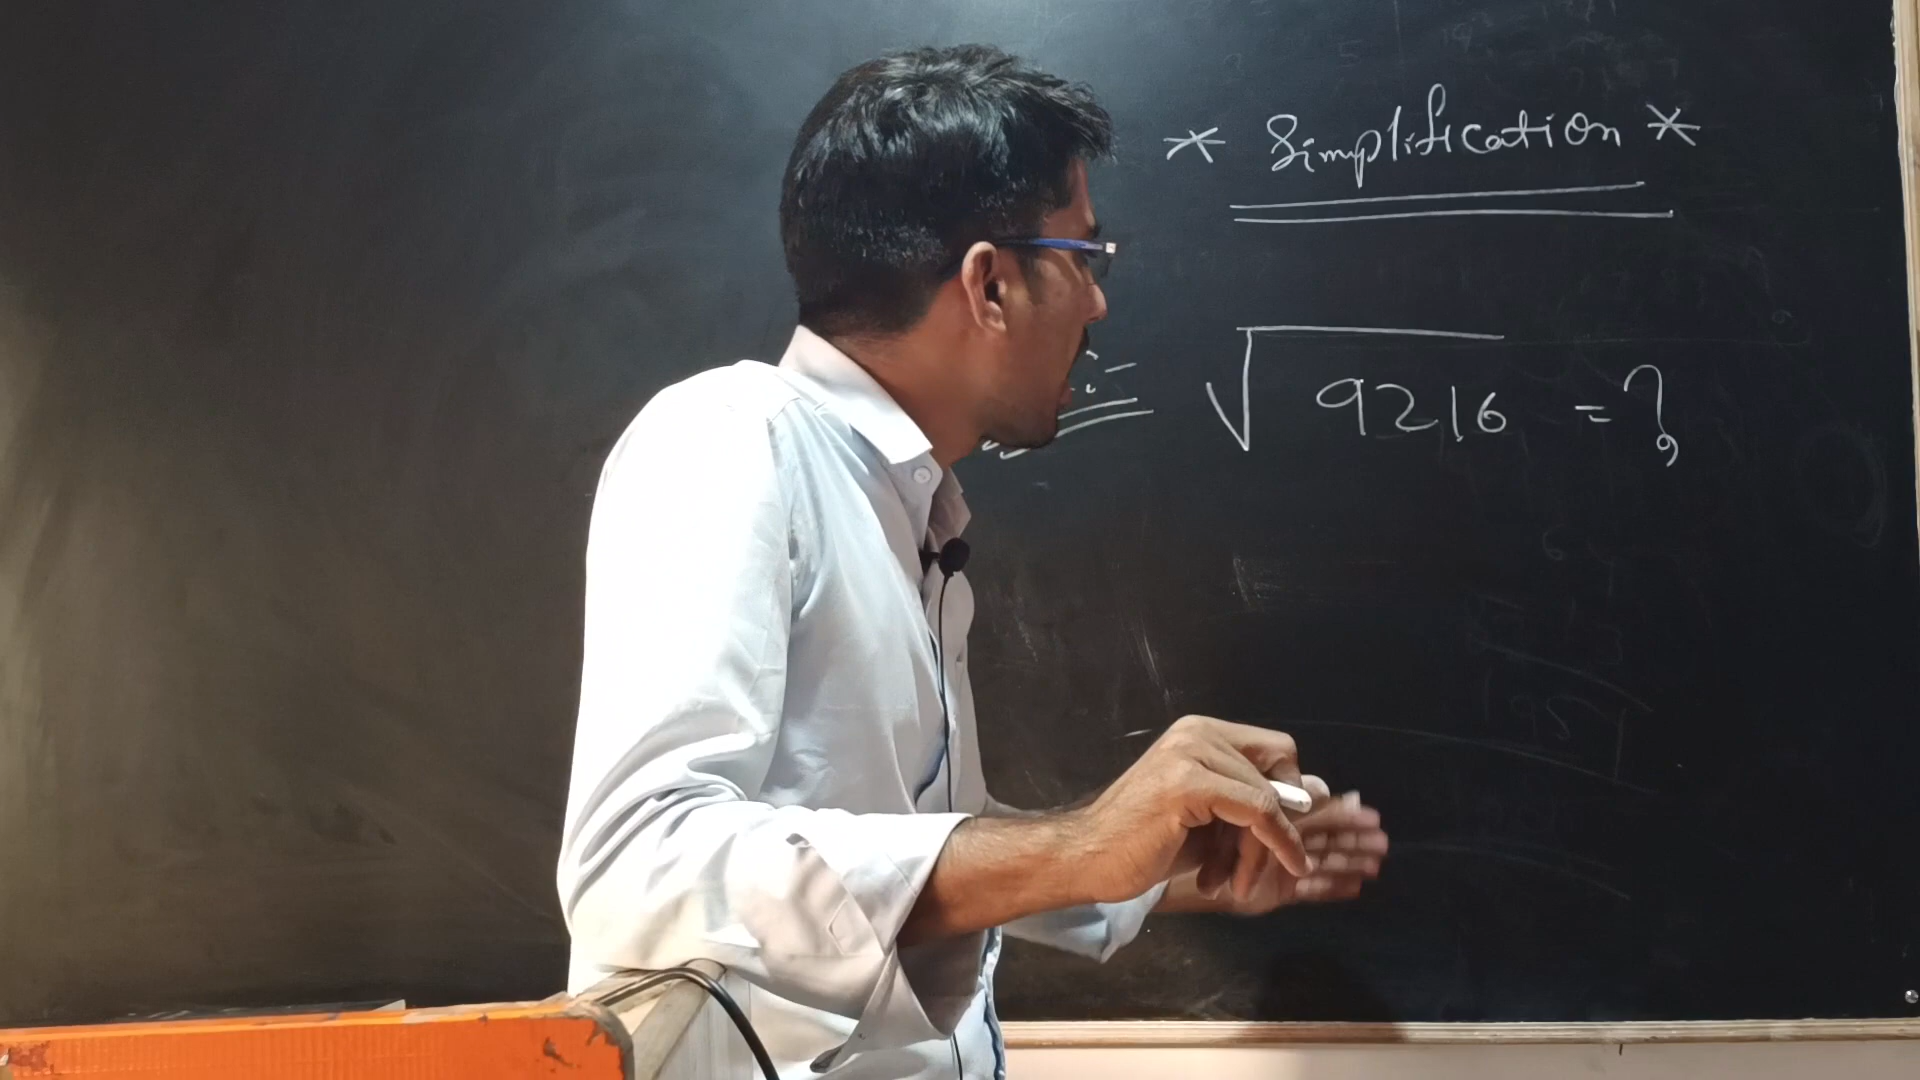 * Simplification *
√9216 = ?